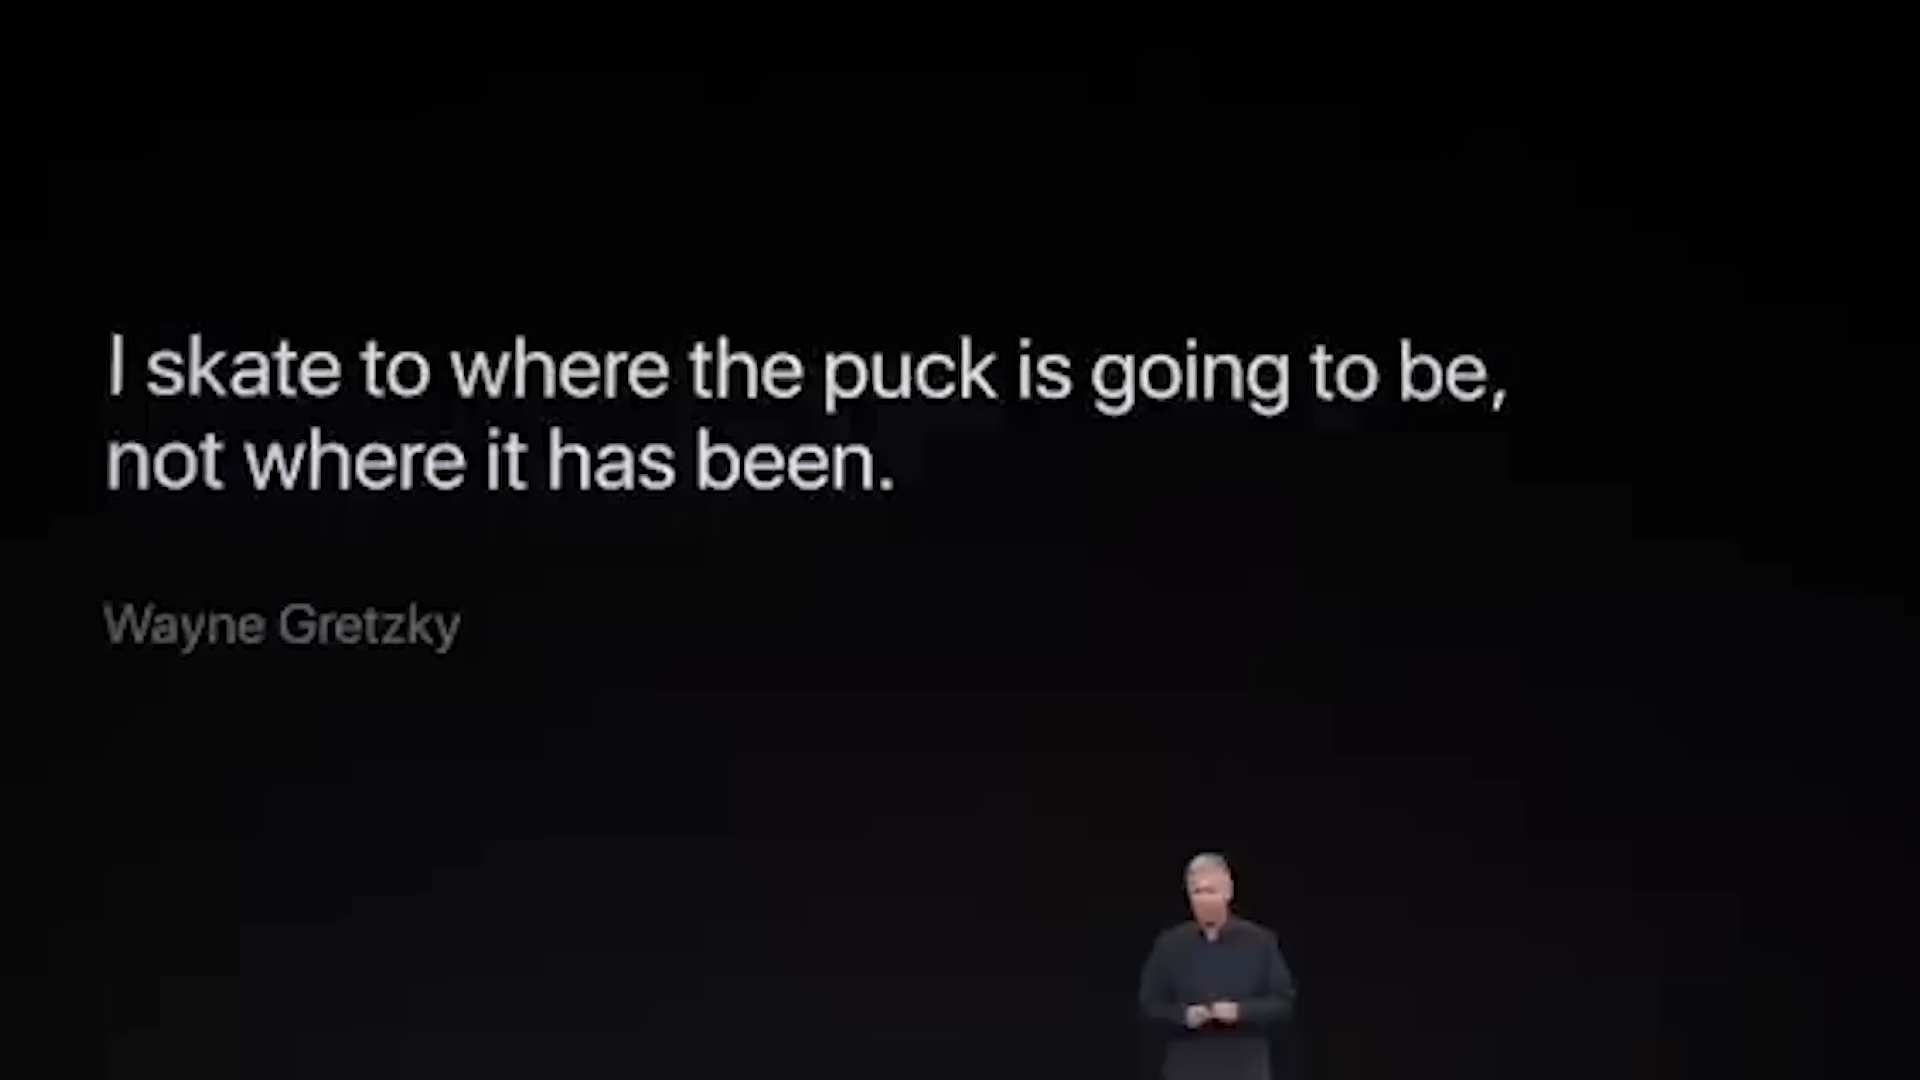 I skate to where the puck is going to be,
not where it has been.
Wayne Gretzky